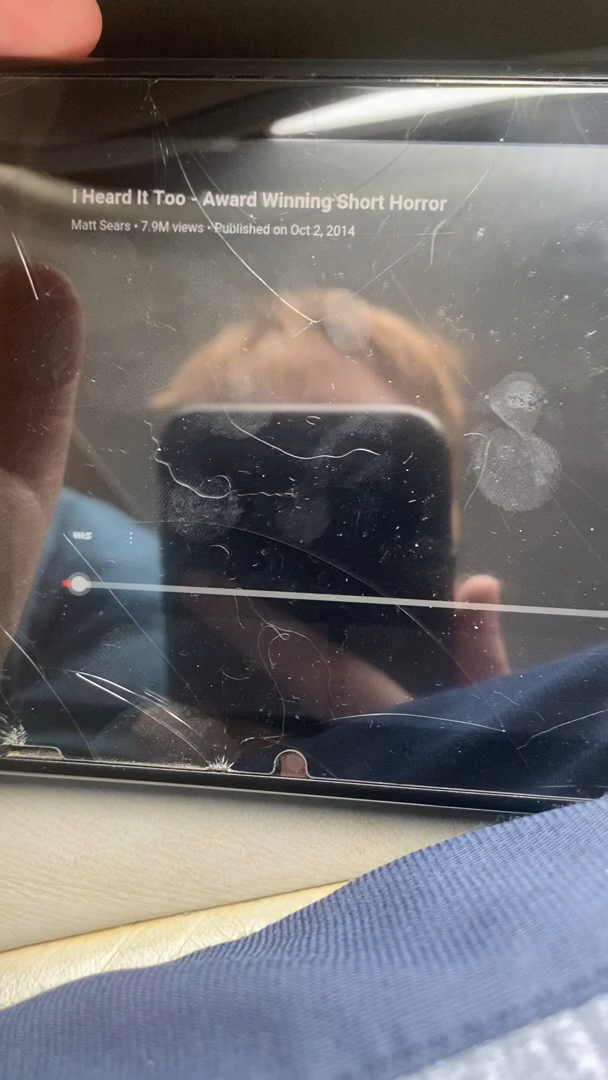 I Heard It Too - Award Winning Short Horror
Matt Sears • 7.9M views • Published on Oct 2, 2014